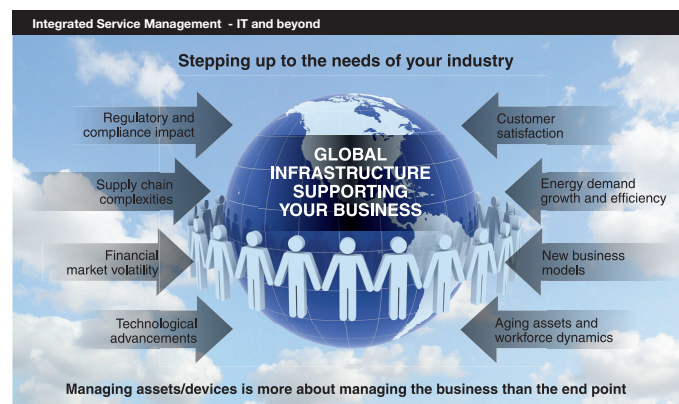 Integrated Service Management - IT and beyond
Stepping up to the needs of your industry
Regulatory and
compliance impact
Supply chain
complexities
Financial
market volatility
Technological
advancements
GLOBAL
INFRASTRUCTURE
SUPPORTING
YOUR BUSINESS
Customer
satisfaction
Energy demand
growth and efficiency
New business
models
Aging assets and
workforce dynamics
Managing assets/devices is more about managing the business than the end point